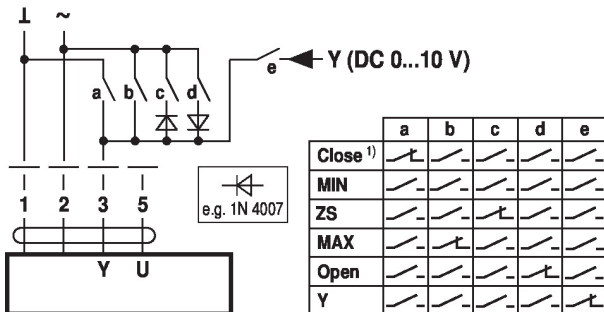 ⊥ ~
e Y (DC 0...10 V)
a b c d
1 2 3 5
e.g. 1N 4007
Y U
a b c d e
Close 1)
MIN
ZS
MAX
Open
Y